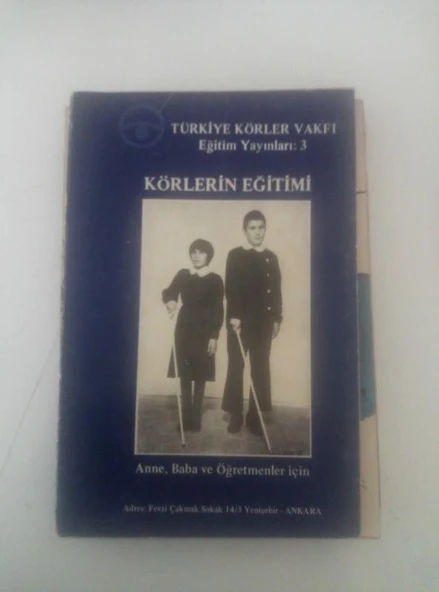 TÜRKİYE KÖRLER VAKFI
Eğitim Yayınları: 3
KÖRLERİN EĞİTİMİ
Anne, Baba ve Öğretmenler için
Adres: Fevzi Çakmak Sokak 14/3 Yenişehir - ANKARA